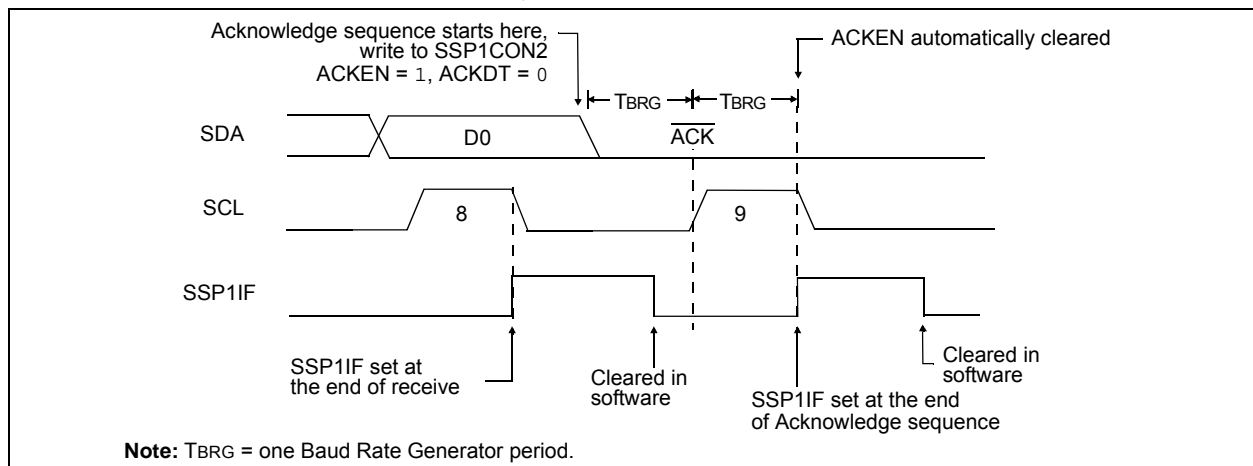 Acknowledge sequence starts here,
write to SSP1CON2
ACKEN = 1, ACKDT = 0
ACKEN automatically cleared
TBRG
TBRG
SDA
D0
ACK
SCL
8
9
SSP1IF
SSP1IF set at
the end of receive
Cleared in
software
SSP1IF set at the end
of Acknowledge sequence
Cleared in
software
Note: TBRG = one Baud Rate Generator period.